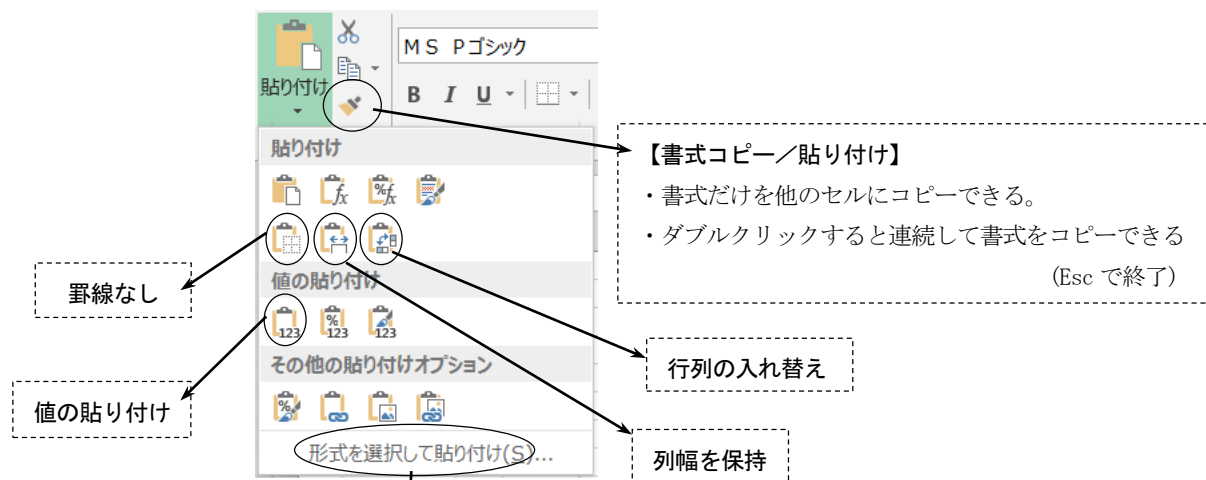 MS Pゴシック
貼り付け
B I U
貼り付け
【書式コピー／貼り付け】
・書式だけを他のセルにコピーできる。
・ダブルクリックすると連続して書式をコピーできる
(Esc で終了)
fx %fx
罫線なし
値の貼り付け
123 %123 123
行列の入れ替え
その他の貼り付けオプション
値の貼り付け
%
形式を選択して貼り付け(S)...
列幅を保持